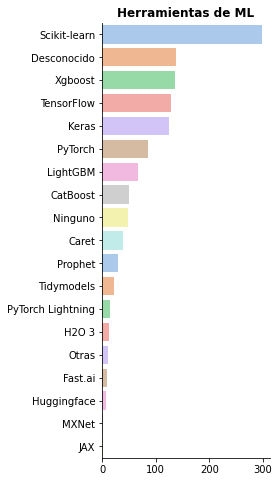 Herramientas de ML
Scikit-learn
Desconocido
Xgboost
TensorFlow
Keras
PyTorch
LightGBM
CatBoost
Ninguno
Caret
Prophet
Tidymodels
PyTorch Lightning
H2O 3
Otras
Fast.ai
Huggingface
MXNet
JAX
0 100 200 300